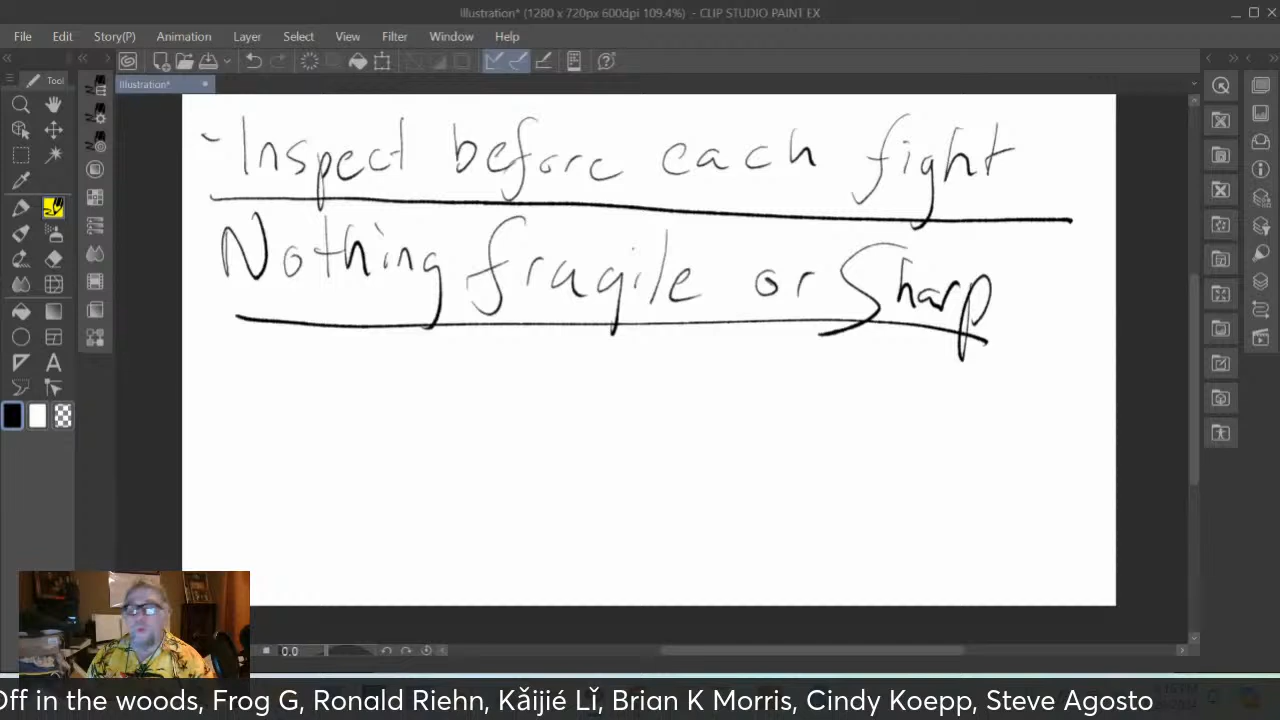 Illustration* (1280 x 720px 600dpi 109.4%) - CLIP STUDIO PAINT EX
File Edit Story(P) Animation Layer Select View Filter Window Help
Tool
Illustration*
-Inspect before each fight
Nothing fragile or Sharp
0.0
Off in the woods, Frog G, Ronald Riehn, Kǎijié LǏ, Brian K Morris, Cindy Koepp, Steve Agosto